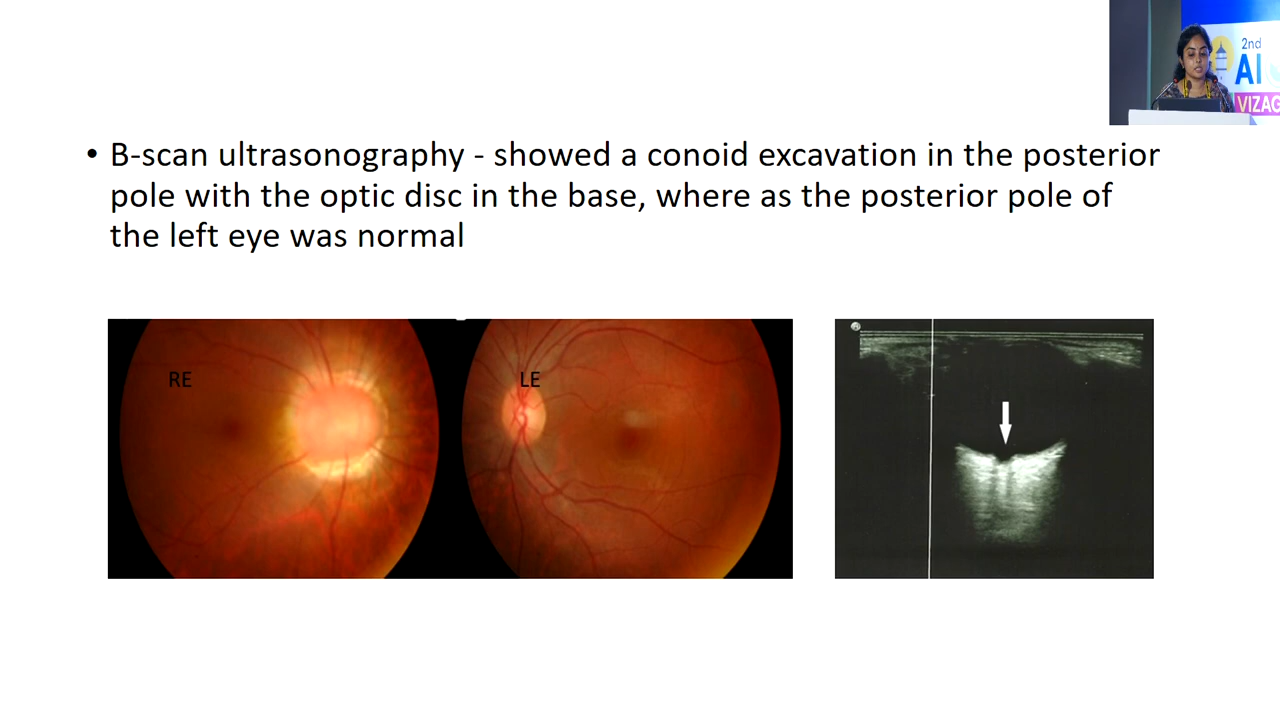 2nd
AI
VIZAG
• B-scan ultrasonography - showed a conoid excavation in the posterior
pole with the optic disc in the base, where as the posterior pole of
the left eye was normal
RE
LE